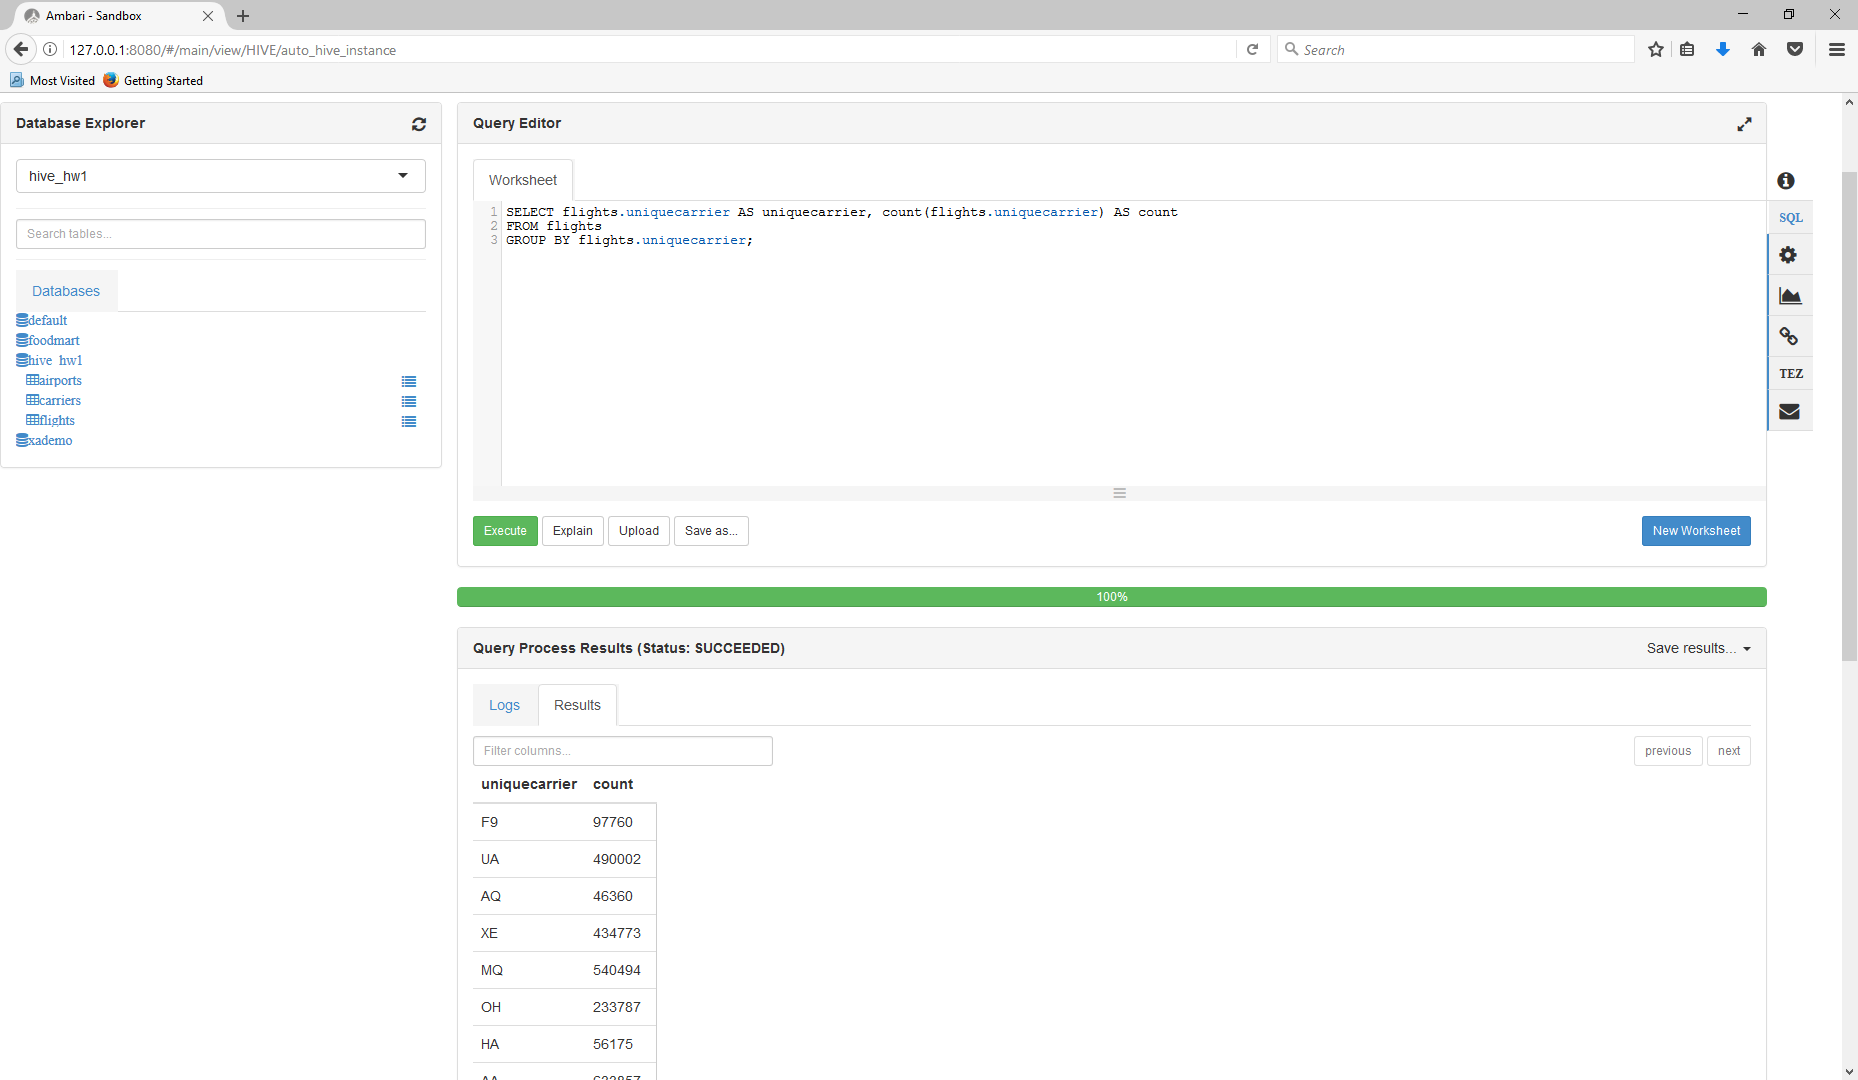 Ambari - Sandbox
127.0.0.1:8080/#/main/view/HIVE/auto_hive_instance
Search
Most Visited
Getting Started
Database Explorer
hive_hw1
Search tables...
Databases
default
foodmart
hive_hw1
airports
carriers
flights
xademo
Query Editor
Worksheet
1 SELECT flights.uniquecarrier AS uniquecarrier, count(flights.uniquecarrier) AS count
2 FROM flights
3 GROUP BY flights.uniquecarrier;
SQL
TEZ
Execute
Explain
Upload
Save as...
New Worksheet
100%
Query Process Results (Status: SUCCEEDED)
Save results...
Logs
Results
Filter columns...
previous
next
uniquecarrier count
F9 97760
UA 490002
AQ 46360
XE 434773
MQ 540494
OH 233787
HA 56175